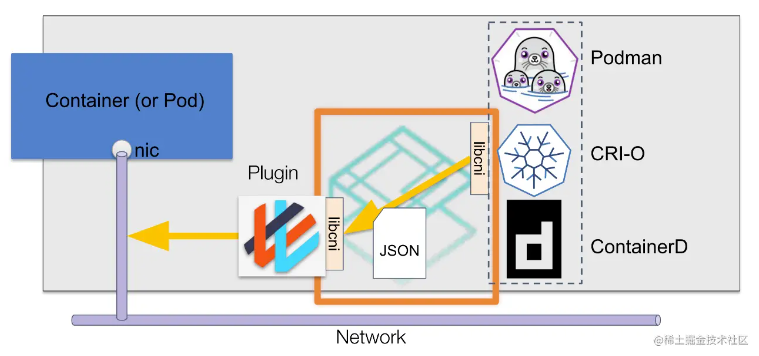 Container (or Pod)
nic
Plugin
libcni
JSON
libcni
Podman
CRI-O
ContainerD
Network
@稀土掘金技术社区